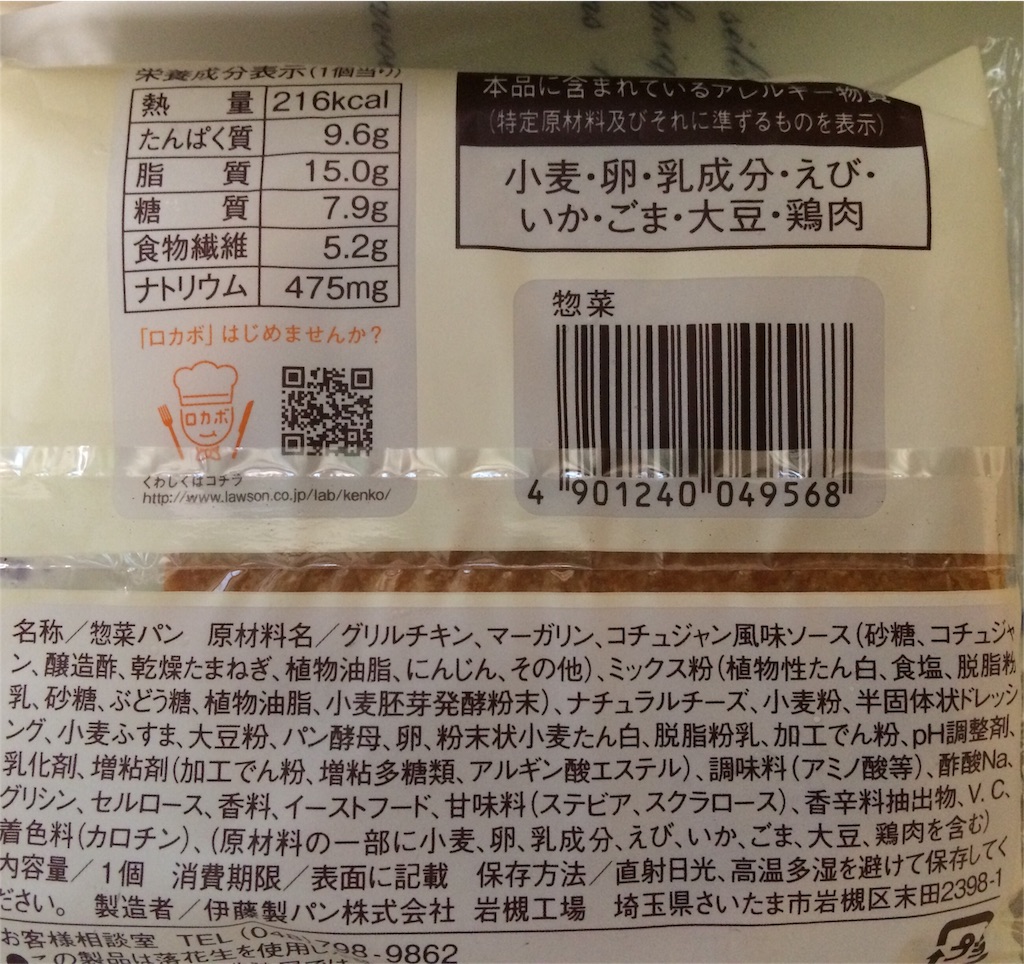 栄養成分表示(1個当り)
熱量 216kcal
たんぱく質 9.6g
脂質 15.0g
糖質 7.9g
食物繊維 5.2g
ナトリウム 475mg
「ロカボ」はじめませんか?
ロカボ
くわしくはコチラ
http://www.lawson.co.jp/lab/kenko/
本品に含まれているアレルギー物質
(特定原材料及びそれに準ずるものを表示)
小麦・卵・乳成分・えび・
いか・ごま・大豆・鶏肉
惣菜
4 901240 049568
名称/惣菜パン 原材料名/グリルチキン、マーガリン、コチュジャン風味ソース(砂糖、コチュジャ
ン、醸造酢、乾燥たまねぎ、植物油脂、にんじん、その他)、ミックス粉(植物性たん白、食塩、脱脂粉
乳、砂糖、ぶどう糖、植物油脂、小麦胚芽発酵粉末)、ナチュラルチーズ、小麦粉、半固体状ドレッシ
ング、小麦ふすま、大豆粉、パン酵母、卵、粉末状小麦たん白、脱脂粉乳、加工でん粉、pH調整剤、
乳化剤、増粘剤(加工でん粉、増粘多糖類、アルギン酸エステル)、調味料(アミノ酸等)、酢酸Na、
グリシン、セルロース、香料、イーストフード、甘味料(ステビア、スクラロース)、香辛料抽出物、V.C、
着色料(カロチン)、(原材料の一部に小麦、卵、乳成分、えび、いか、ごま、大豆、鶏肉を含む)
内容量/1個 消費期限/表面に記載 保存方法/直射日光、高温多湿を避けて保存してく
ださい。 製造者/伊藤製パン株式会社 岩槻工場 埼玉県さいたま市岩槻区末田2398-1
お客様相談室 TEL(04 798-9862
●この製品は落花生を使用
プラ